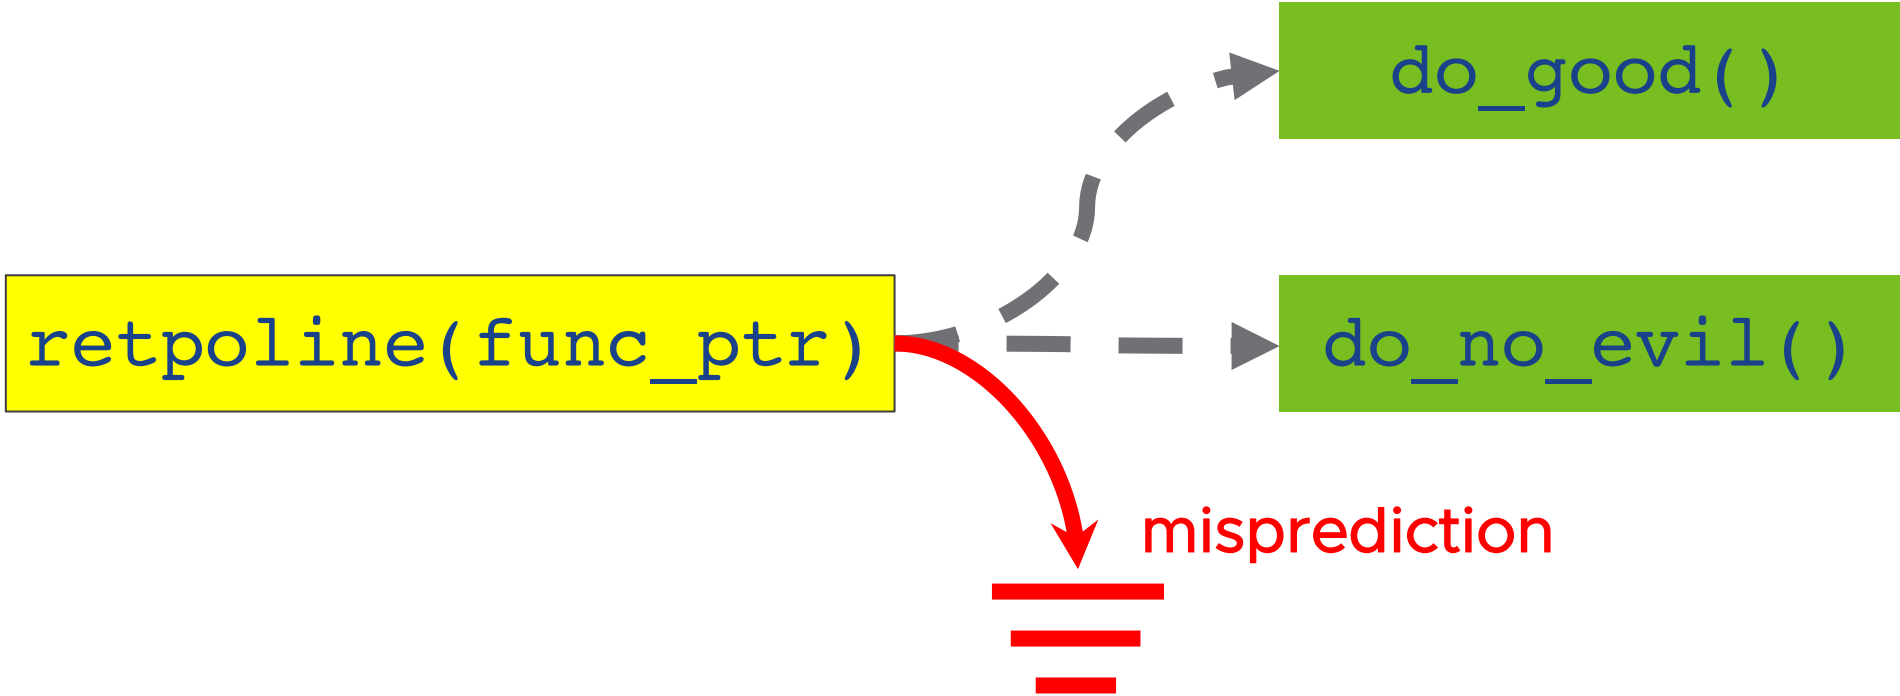 do_good()
retpoline(func_ptr)
do_no_evil()
misprediction